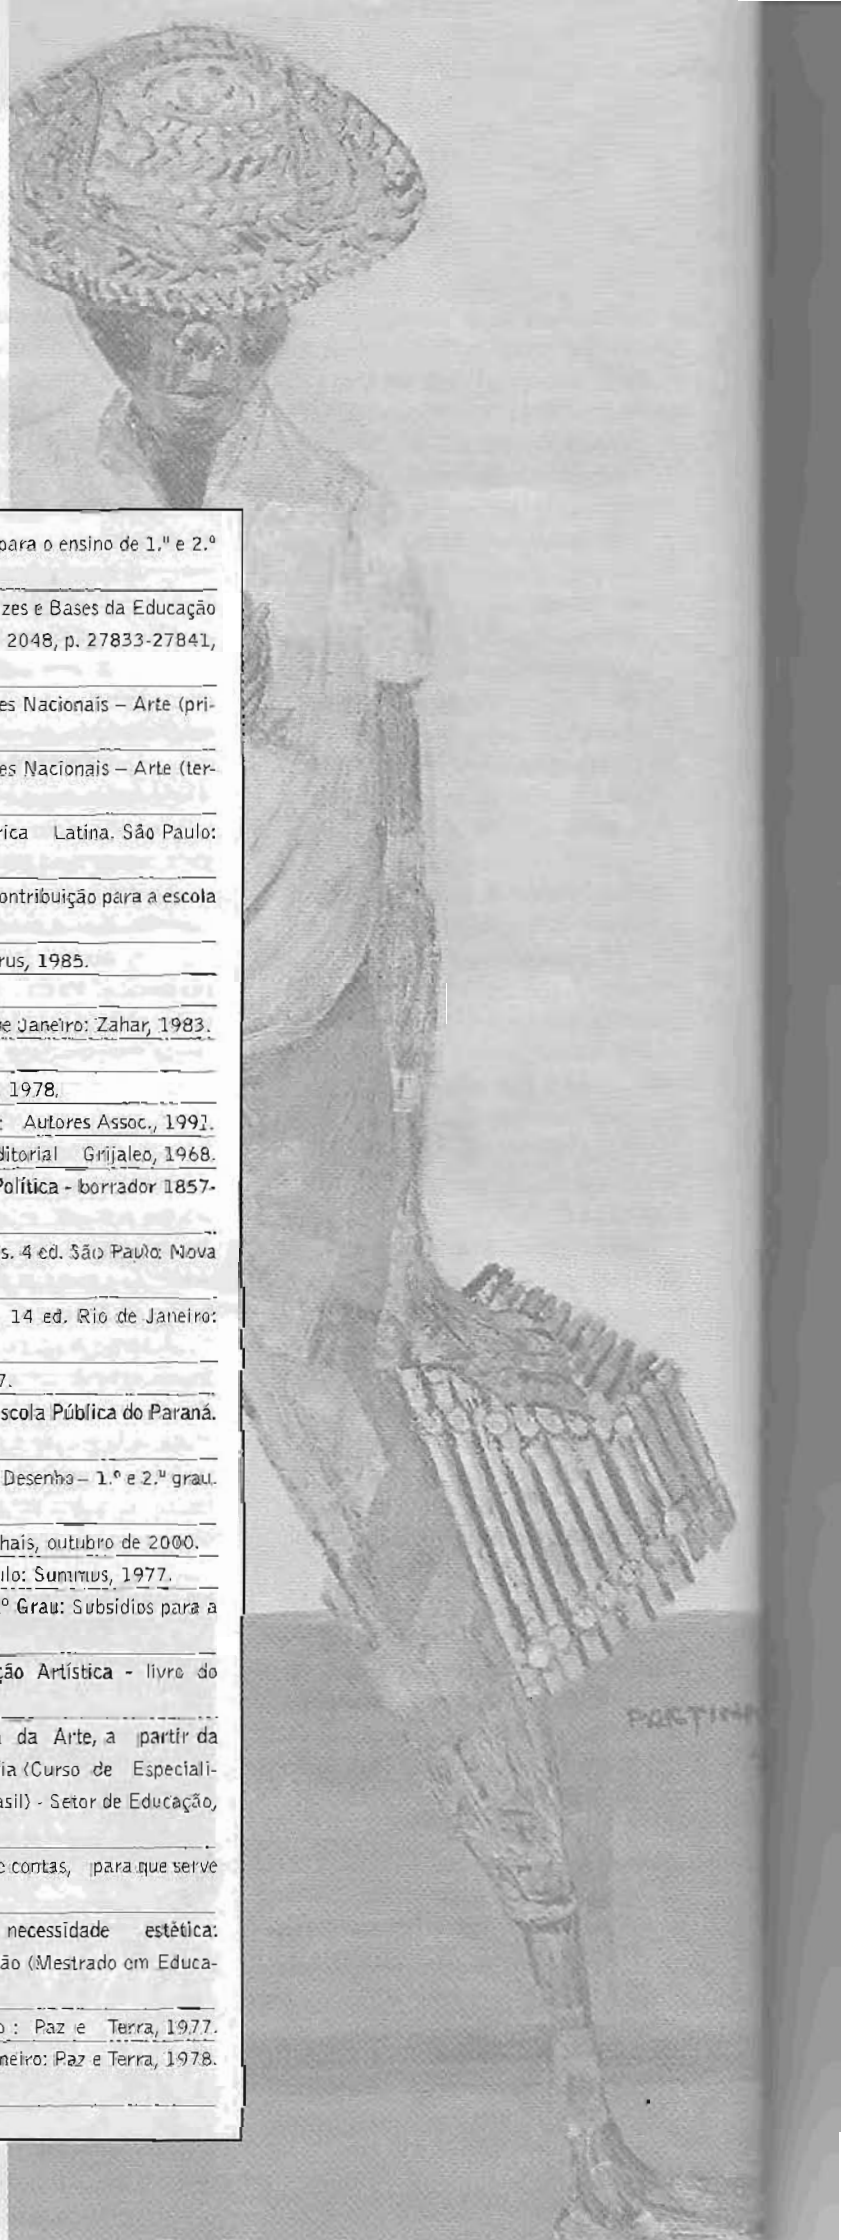 para o ensino de 1.º e 2.º
zes e Bases da Educação
2048, p. 27833-27841,
es Nacionais – Arte (pri-
es Nacionais – Arte (ter-
rica Latina. São Paulo:
ontribuição para a escola
rus, 1985.
e Janeiro: Zahar, 1983.
1978.
: Autores Assoc., 1991.
ditorial Grijaleo, 1968.
Política - borrador 1857-
s. 4 ed. São Paulo: Nova
14 ed. Rio de Janeiro:
7.
scola Pública do Paraná.
Desenho – 1.º e 2.º grau.
hais, outubro de 2000.
ulo: Summus, 1977.
º Grau: Subsídios para a
ção Artística - livro do
da Arte, a partir da
ia (Curso de Especiali-
asil) - Setor de Educação,
e contas, para que serve
necessidade estética:
ão (Mestrado em Educa-
o : Paz e Terra, 1977.
neiro: Paz e Terra, 1978.